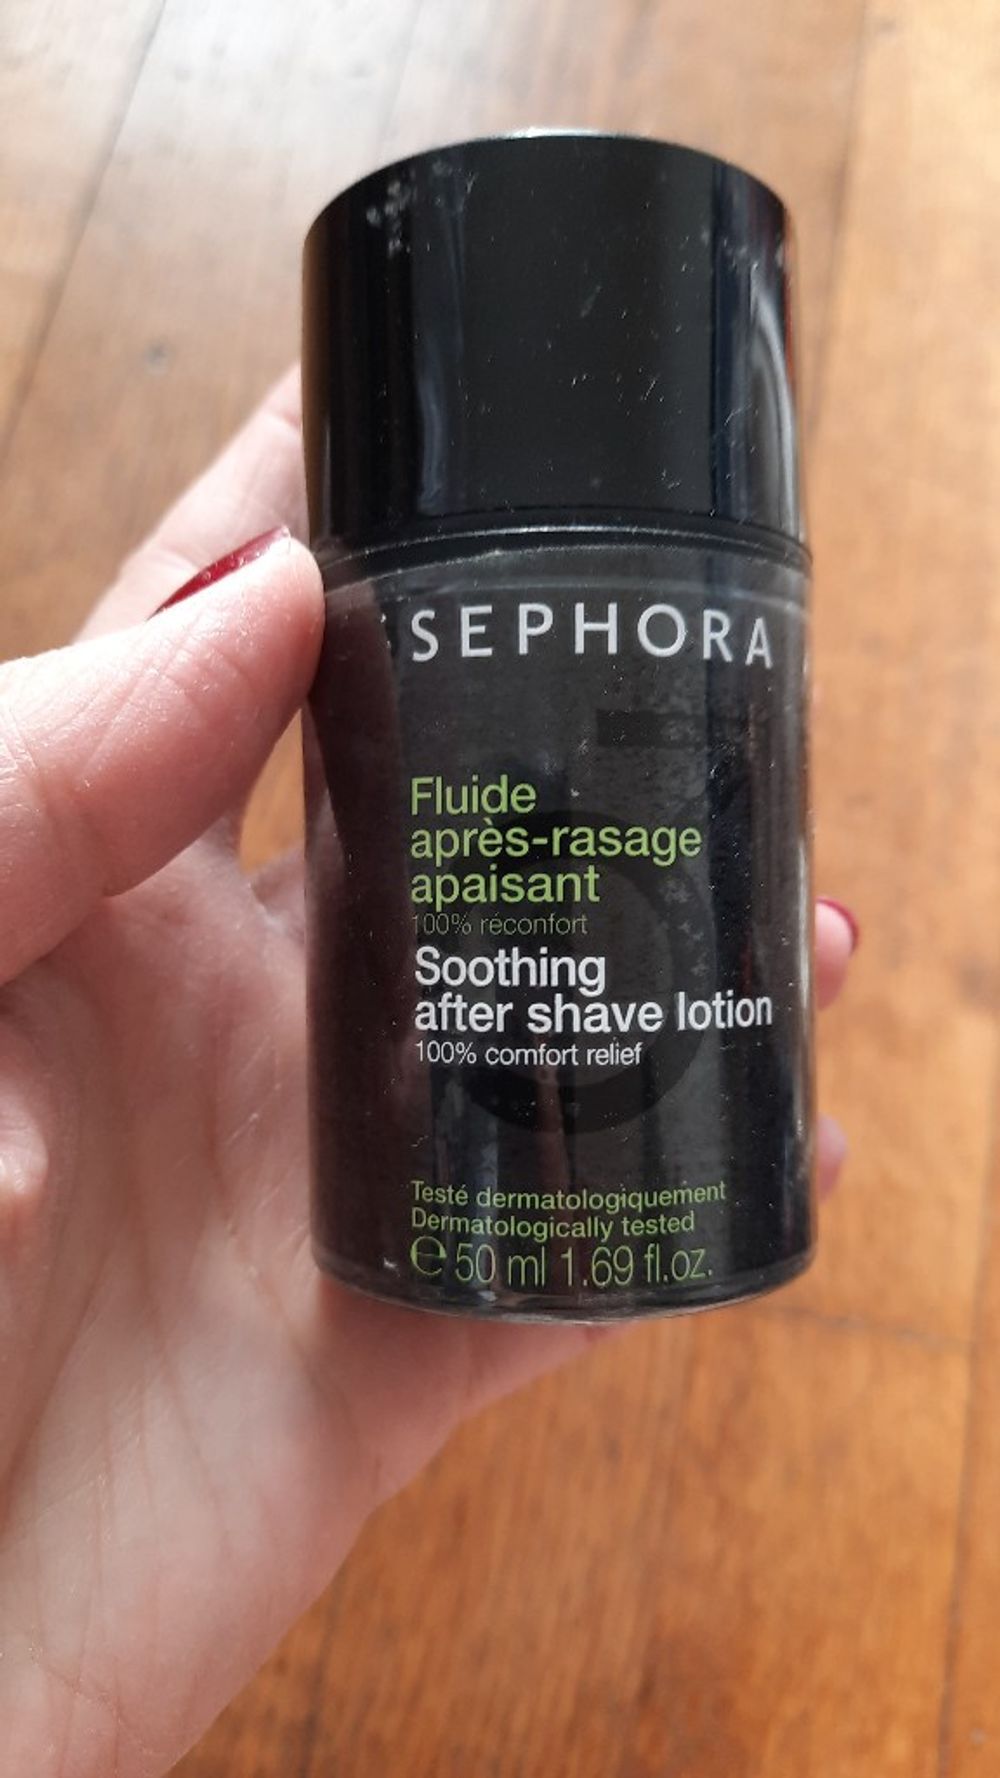 SEPHORA
Fluide
après-rasage
apaisant
100% réconfort
Soothing
after shave lotion
100% comfort relief
Testé dermatologiquement
Dermatologically tested
℮ 50 ml 1.69 fl.oz.